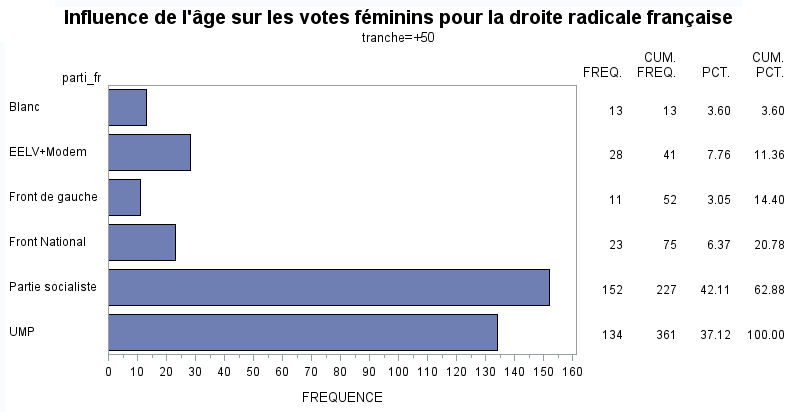 Influence de l'âge sur les votes féminins pour la droite radicale française
tranche=+50
parti_fr FREQ. CUM. FREQ. PCT. CUM. PCT.
Blanc 13 13 3.60 3.60
EELV+Modem 28 41 7.76 11.36
Front de gauche 11 52 3.05 14.40
Front National 23 75 6.37 20.78
Partie socialiste 152 227 42.11 62.88
UMP 134 361 37.12 100.00
0 10 20 30 40 50 60 70 80 90 100 110 120 130 140 150 160
FREQUENCE